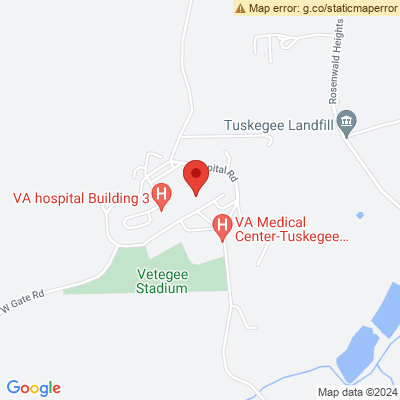 Map error: g.co/staticmaperror
Rosenwald Heights
Tuskegee Landfill
spital Rd
VA hospital Building 3
H
H
VA Medical
Center-Tuskegee...
Vetegee
Stadium
W Gate Rd
Google
Map data ©2024